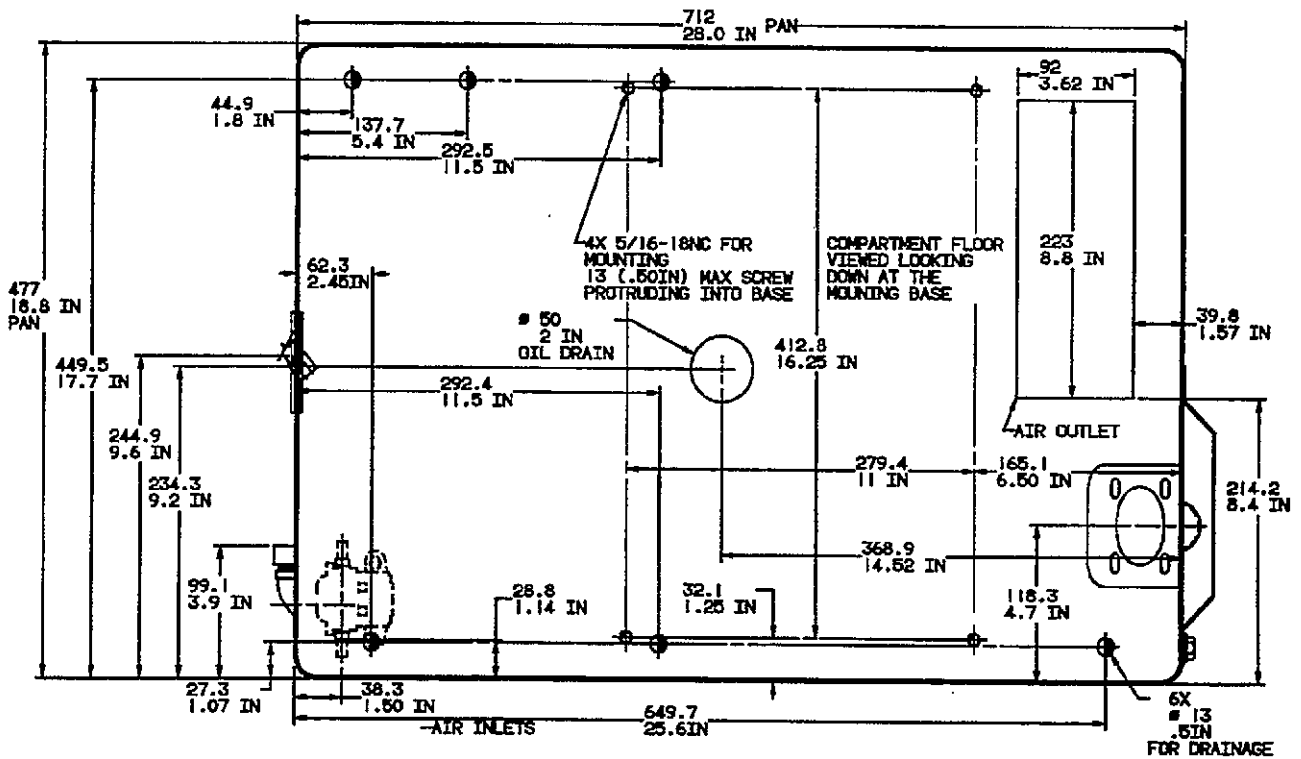 712
28.0 IN PAN
92
3.62 IN
44.9
1.8 IN
137.7
5.4 IN
292.5
11.5 IN
4X 5/16-18NC FOR
MOUNTING
13 (.50IN) MAX SCREW
PROTRUDING INTO BASE
COMPARTMENT FLOOR
VIEWED LOOKING
DOWN AT THE
MOUNING BASE
223
8.8 IN
62.3
2.45IN
477
18.8 IN
PAN
ø 50
2 IN
OIL DRAIN
39.8
1.57 IN
449.5
17.7 IN
412.8
16.25 IN
292.4
11.5 IN
244.9
9.6 IN
AIR OUTLET
234.3
9.2 IN
279.4
11 IN
165.1
6.50 IN
214.2
8.4 IN
368.9
14.52 IN
99.1
3.9 IN
28.8
1.14 IN
32.1
1.25 IN
118.3
4.7 IN
27.3
1.07 IN
38.3
1.50 IN
AIR INLETS
649.7
25.6IN
6X
ø 13
.5IN
FOR DRAINAGE